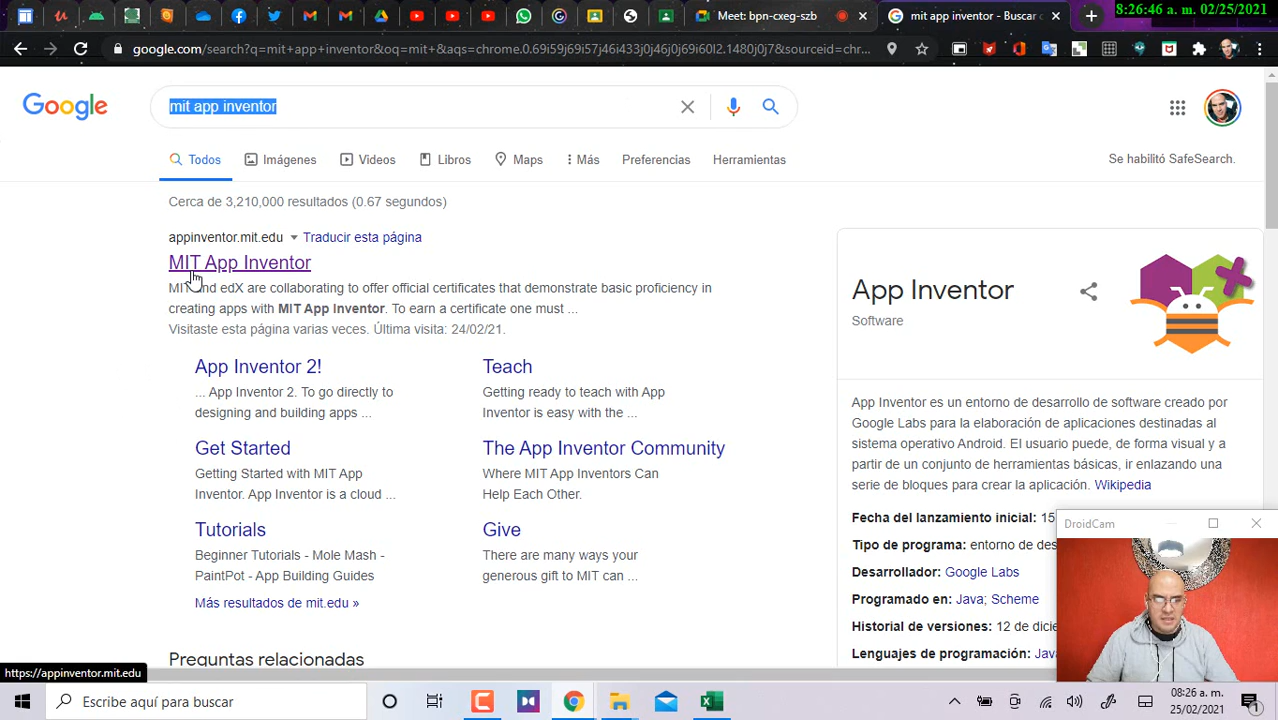 8:26:46 a. m. 02/25/2021
Meet: bpn-cxeg-szb
mit app inventor - Buscar c
google.com/search?q=mit+app+inventor&oq=mit+&aqs=chrome.0.69i59j69i57j46i433j0j46j0j69i60l2.1480j0j7&sourceid=chr...
Google
mit app inventor
Todos
Imágenes
Videos
Libros
Maps
Más
Preferencias
Herramientas
Se habilitó SafeSearch.
Cerca de 3,210,000 resultados (0.67 segundos)
appinventor.mit.edu
Traducir esta página
MIT App Inventor
MIT and edX are collaborating to offer official certificates that demonstrate basic proficiency in
creating apps with MIT App Inventor. To earn a certificate one must ...
Visitaste esta página varias veces. Última visita: 24/02/21.
App Inventor 2!
... App Inventor 2. To go directly to
designing and building apps ...
Teach
Getting ready to teach with App
Inventor is easy with the ...
Get Started
Getting Started with MIT App
Inventor. App Inventor is a cloud ...
The App Inventor Community
Where MIT App Inventors Can
Help Each Other.
Tutorials
Beginner Tutorials - Mole Mash -
PaintPot - App Building Guides
Give
There are many ways your
generous gift to MIT can ...
Más resultados de mit.edu »
Preguntas relacionadas
App Inventor
Software
App Inventor es un entorno de desarrollo de software creado por
Google Labs para la elaboración de aplicaciones destinadas al
sistema operativo Android. El usuario puede, de forma visual y a
partir de un conjunto de herramientas básicas, ir enlazando una
serie de bloques para crear la aplicación. Wikipedia
Fecha del lanzamiento inicial: 15
Tipo de programa: entorno de des
Desarrollador: Google Labs
Programado en: Java; Scheme
Historial de versiones: 12 de dicie
Lenguajes de programación: Java
DroidCam
https://appinventor.mit.edu
Escribe aquí para buscar
08:26 a. m.
25/02/2021